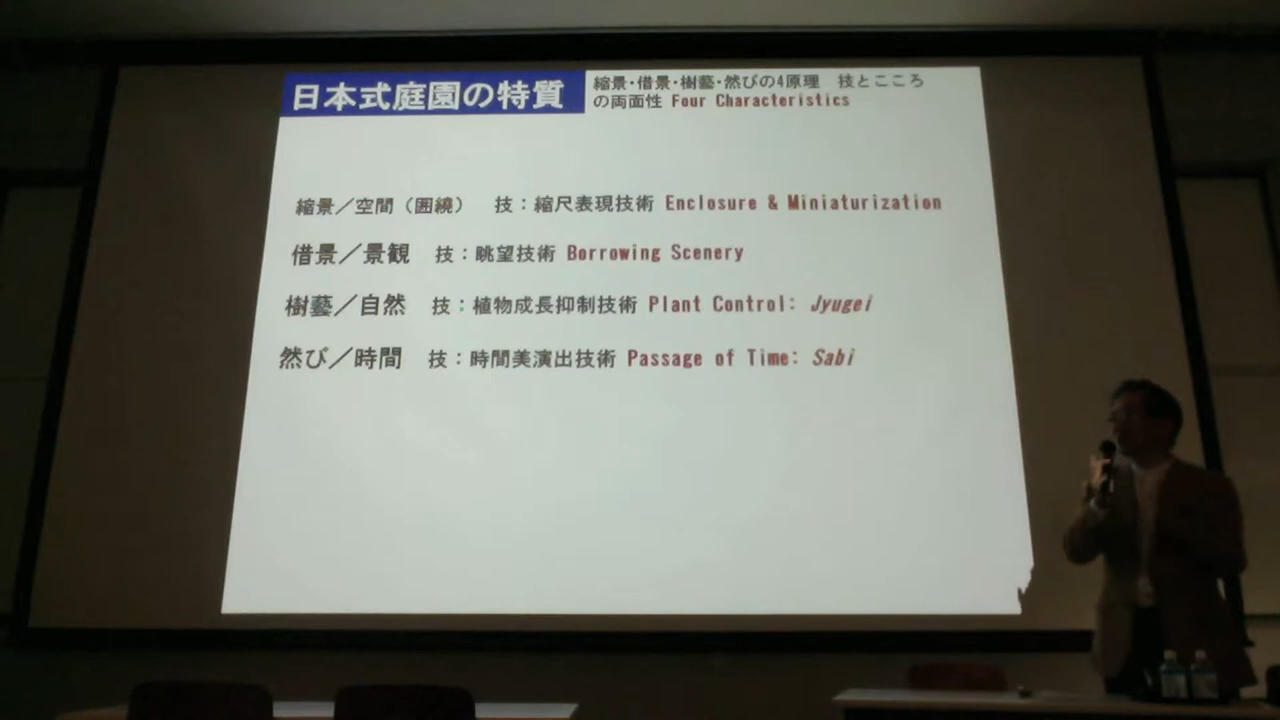 日本式庭園の特質
縮景・借景・樹藝・然びの4原理　技とこころ
の両面性 Four Characteristics
縮景／空間（囲繞）　技：縮尺表現技術 Enclosure & Miniaturization
借景／景観　技：眺望技術 Borrowing Scenery
樹藝／自然　技：植物成長抑制技術 Plant Control: Jyugei
然び／時間　技：時間美演出技術 Passage of Time: Sabi